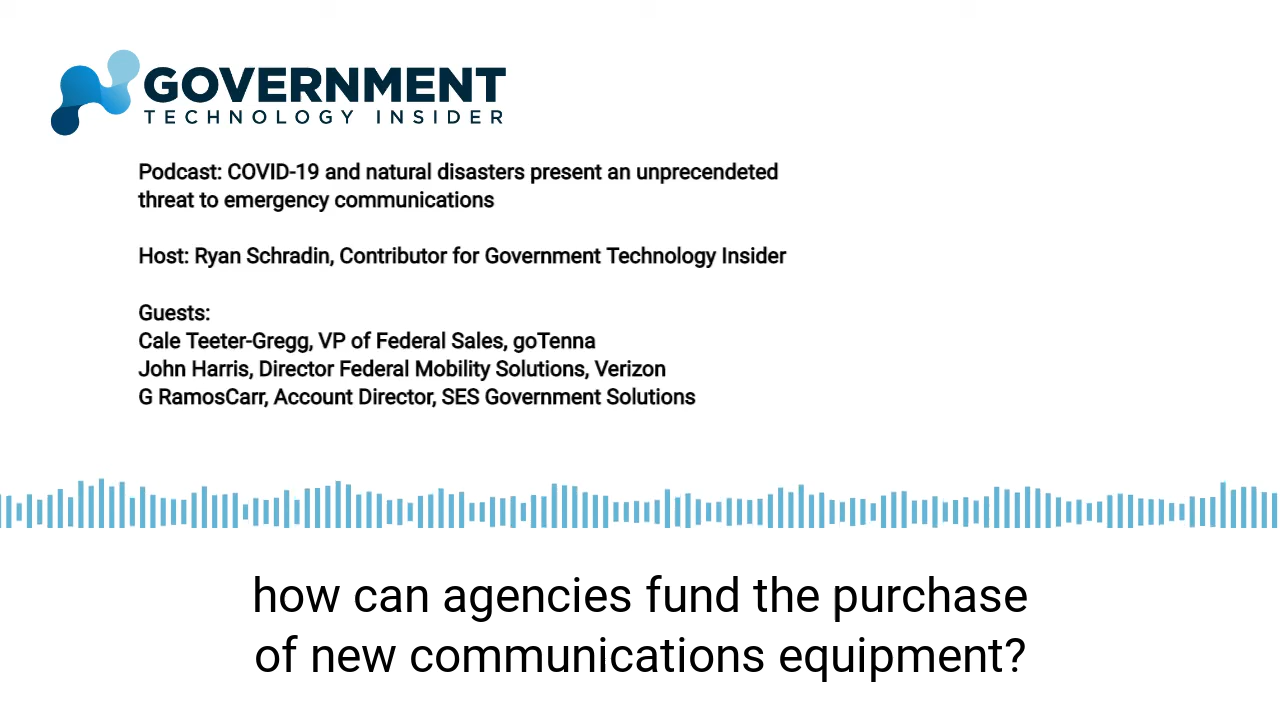 GOVERNMENT
TECHNOLOGY INSIDER
Podcast: COVID-19 and natural disasters present an unprecendeted
threat to emergency communications
Host: Ryan Schradin, Contributor for Government Technology Insider
Guests:
Cale Teeter-Gregg, VP of Federal Sales, goTenna
John Harris, Director Federal Mobility Solutions, Verizon
G RamosCarr, Account Director, SES Government Solutions
how can agencies fund the purchase
of new communications equipment?